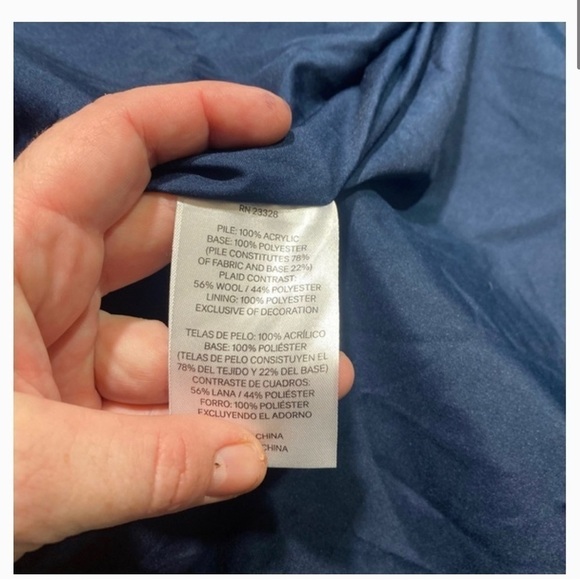 RN 23328
PILE: 100% ACRYLIC
BASE: 100% POLYESTER
(PILE CONSTITUTES 78%
OF FABRIC AND BASE 22%)
PLAID CONTRAST:
56% WOOL / 44% POLYESTER
LINING: 100% POLYESTER
EXCLUSIVE OF DECORATION
TELAS DE PELO: 100% ACRÍLICO
BASE: 100% POLIÉSTER
(TELAS DE PELO CONSISTUYEN EL
78% DEL TEJIDO Y 22% DEL BASE)
CONTRASTE DE CUADROS:
56% LANA / 44% POLIÉSTER
FORRO: 100% POLIÉSTER
EXCLUYENDO EL ADORNO
CHINA
CHINA